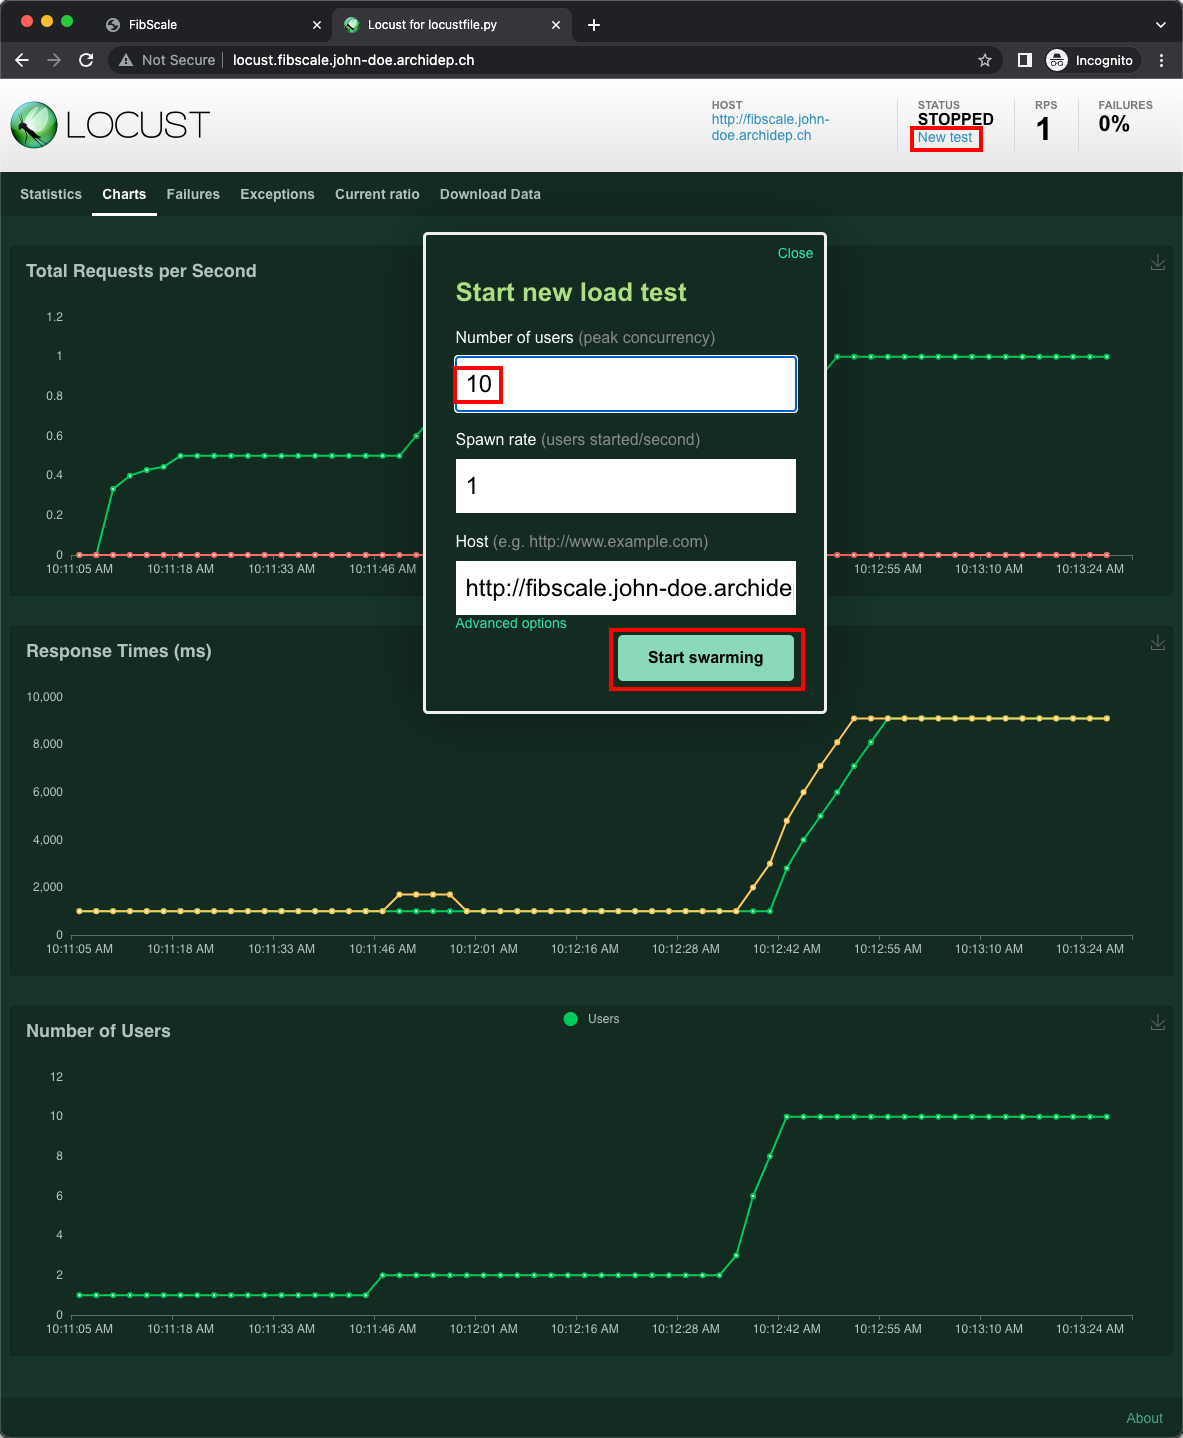 FibScale
Locust for locustfile.py
Not Secure
locust.fibscale.john-doe.archidep.ch
Incognito
LOCUST
HOST
http://fibscale.john-
doe.archidep.ch
STATUS
STOPPED
New test
RPS
1
FAILURES
0%
Statistics Charts Failures Exceptions Current ratio Download Data
Close
Start new load test
Number of users (peak concurrency)
10
Spawn rate (users started/second)
1
Host (e.g. http://www.example.com)
http://fibscale.john-doe.archide
Advanced options
Start swarming
Total Requests per Second
1.2
1
0.8
0.6
0.4
0.2
0
10:11:05 AM 10:11:18 AM 10:11:33 AM 10:11:46 AM 10:12:55 AM 10:13:10 AM 10:13:24 AM
Response Times (ms)
10,000
8,000
6,000
4,000
2,000
0
10:11:05 AM 10:11:18 AM 10:11:33 AM 10:11:46 AM 10:12:01 AM 10:12:16 AM 10:12:28 AM 10:12:42 AM 10:12:55 AM 10:13:10 AM 10:13:24 AM
Number of Users
Users
12
10
8
6
4
2
0
10:11:05 AM 10:11:18 AM 10:11:33 AM 10:11:46 AM 10:12:01 AM 10:12:16 AM 10:12:28 AM 10:12:42 AM 10:12:55 AM 10:13:10 AM 10:13:24 AM
About